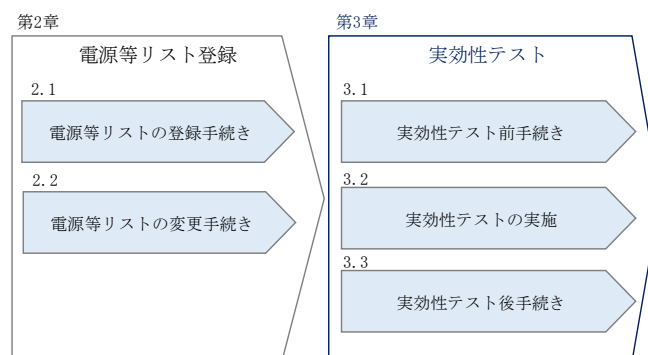 第2章
電源等リスト登録
2.1
電源等リストの登録手続き
2.2
電源等リストの変更手続き
第3章
実効性テスト
3.1
実効性テスト前手続き
3.2
実効性テストの実施
3.3
実効性テスト後手続き